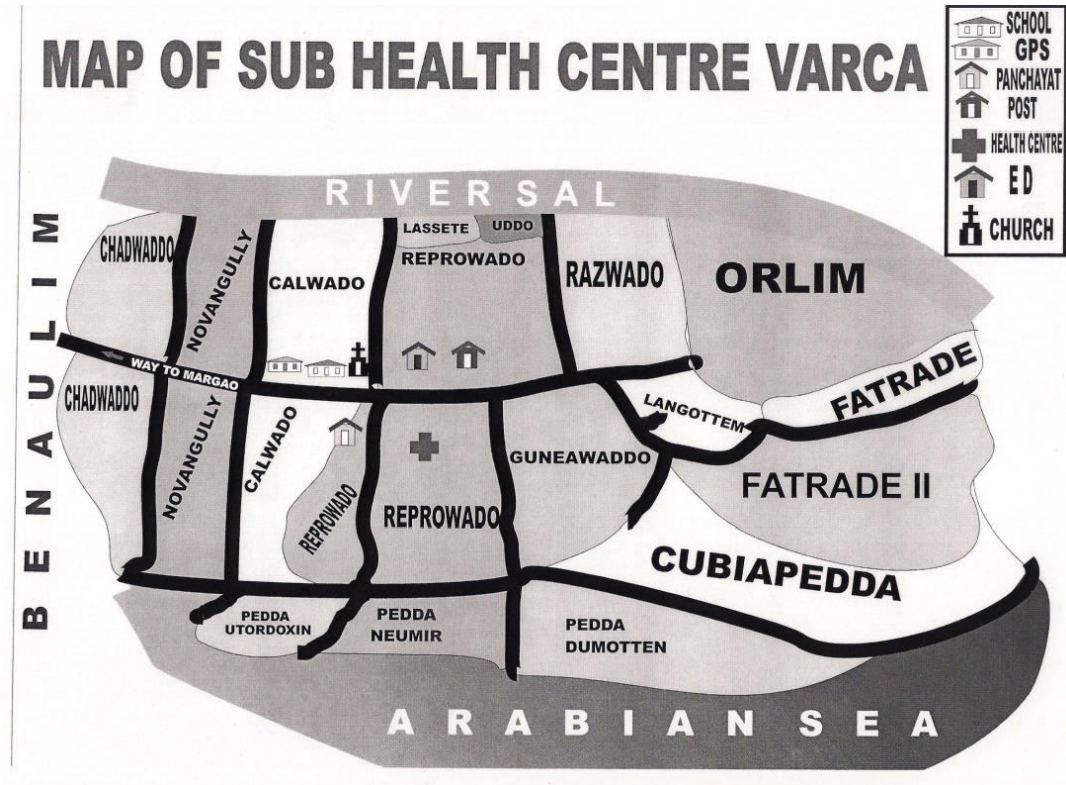 MAP OF SUB HEALTH CENTRE VARCA
SCHOOL
GPS
PANCHAYAT
POST
HEALTH CENTRE
E D
CHURCH
RIVER SAL
BENAULIM
CHADWADDO
NOVANGULLY
CALWADO
LASSETE
UDDO
REPROWADO
RAZWADO
ORLIM
WAY TO MARGAO
CHADWADDO
NOVANGULLY
CALWADO
REPROWADO
REPROWADO
GUNEAWADDO
LANGOTTEM
FATRADE
FATRADE II
CUBIAPEDDA
PEDDA
UTORDOXIN
PEDDA
NEUMIR
PEDDA
DUMOTTEN
ARABIAN SEA